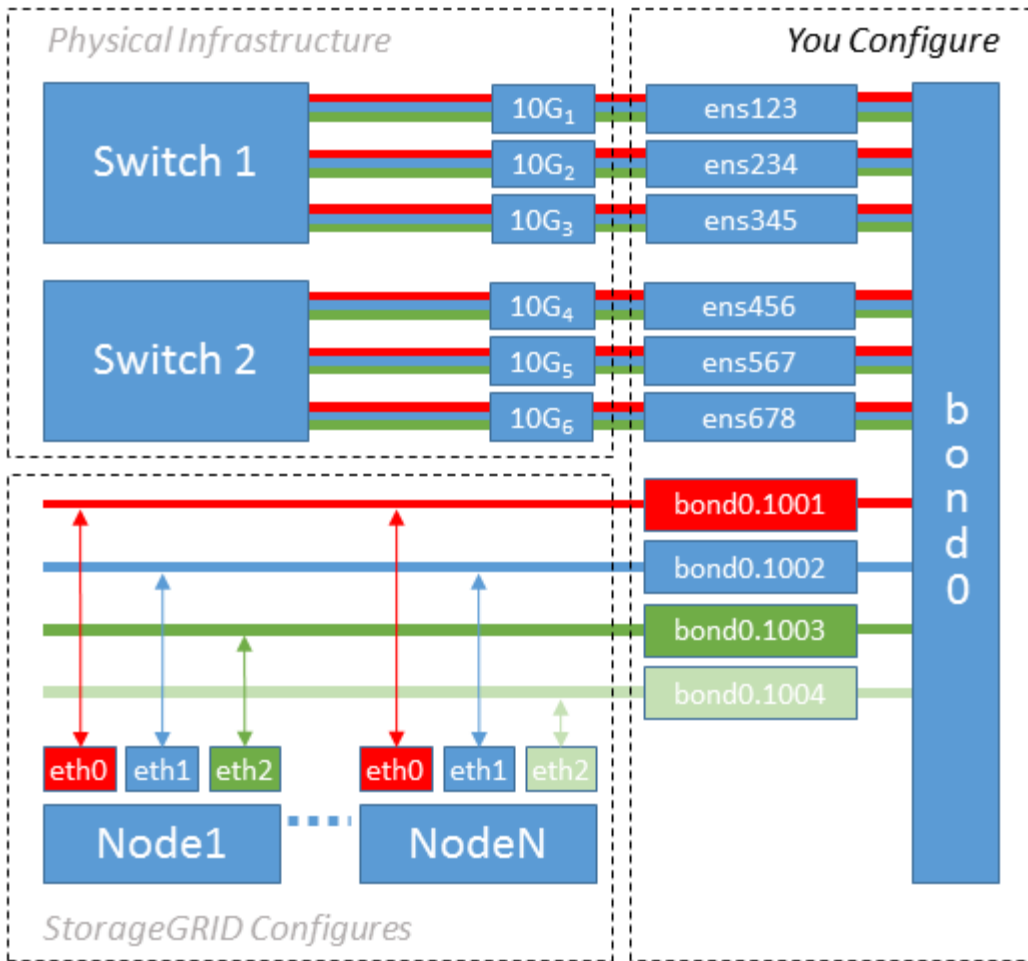 Physical Infrastructure
You Configure
Switch 1
10G₁
ens123
10G₂
ens234
10G₃
ens345
Switch 2
10G₄
ens456
10G₅
ens567
10G₆
ens678
bond0
bond0.1001
bond0.1002
bond0.1003
bond0.1004
eth0 eth1 eth2
eth0 eth1 eth2
Node1
NodeN
StorageGRID Configures